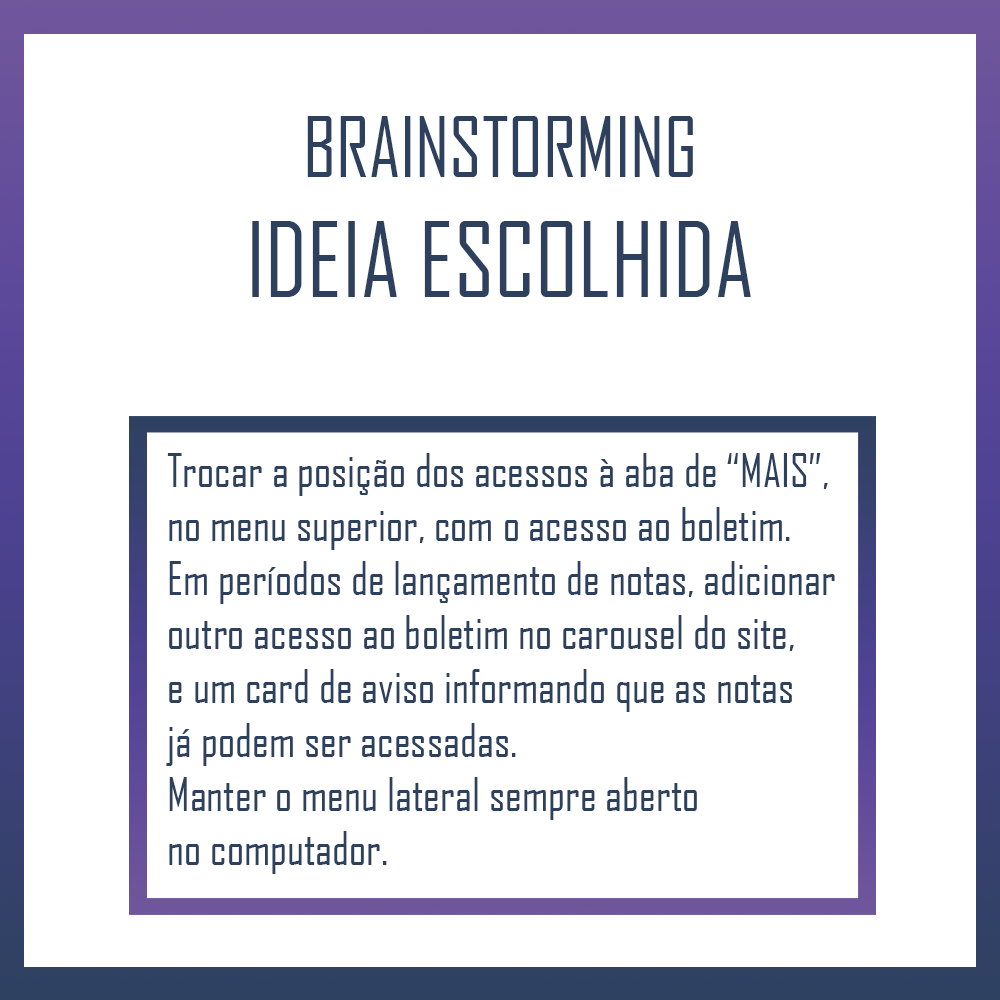 BRAINSTORMING
IDEIA ESCOLHIDA
Trocar a posição dos acessos à aba de “MAIS”,
no menu superior, com o acesso ao boletim.
Em períodos de lançamento de notas, adicionar
outro acesso ao boletim no carousel do site,
e um card de aviso informando que as notas
já podem ser acessadas.
Manter o menu lateral sempre aberto
no computador.